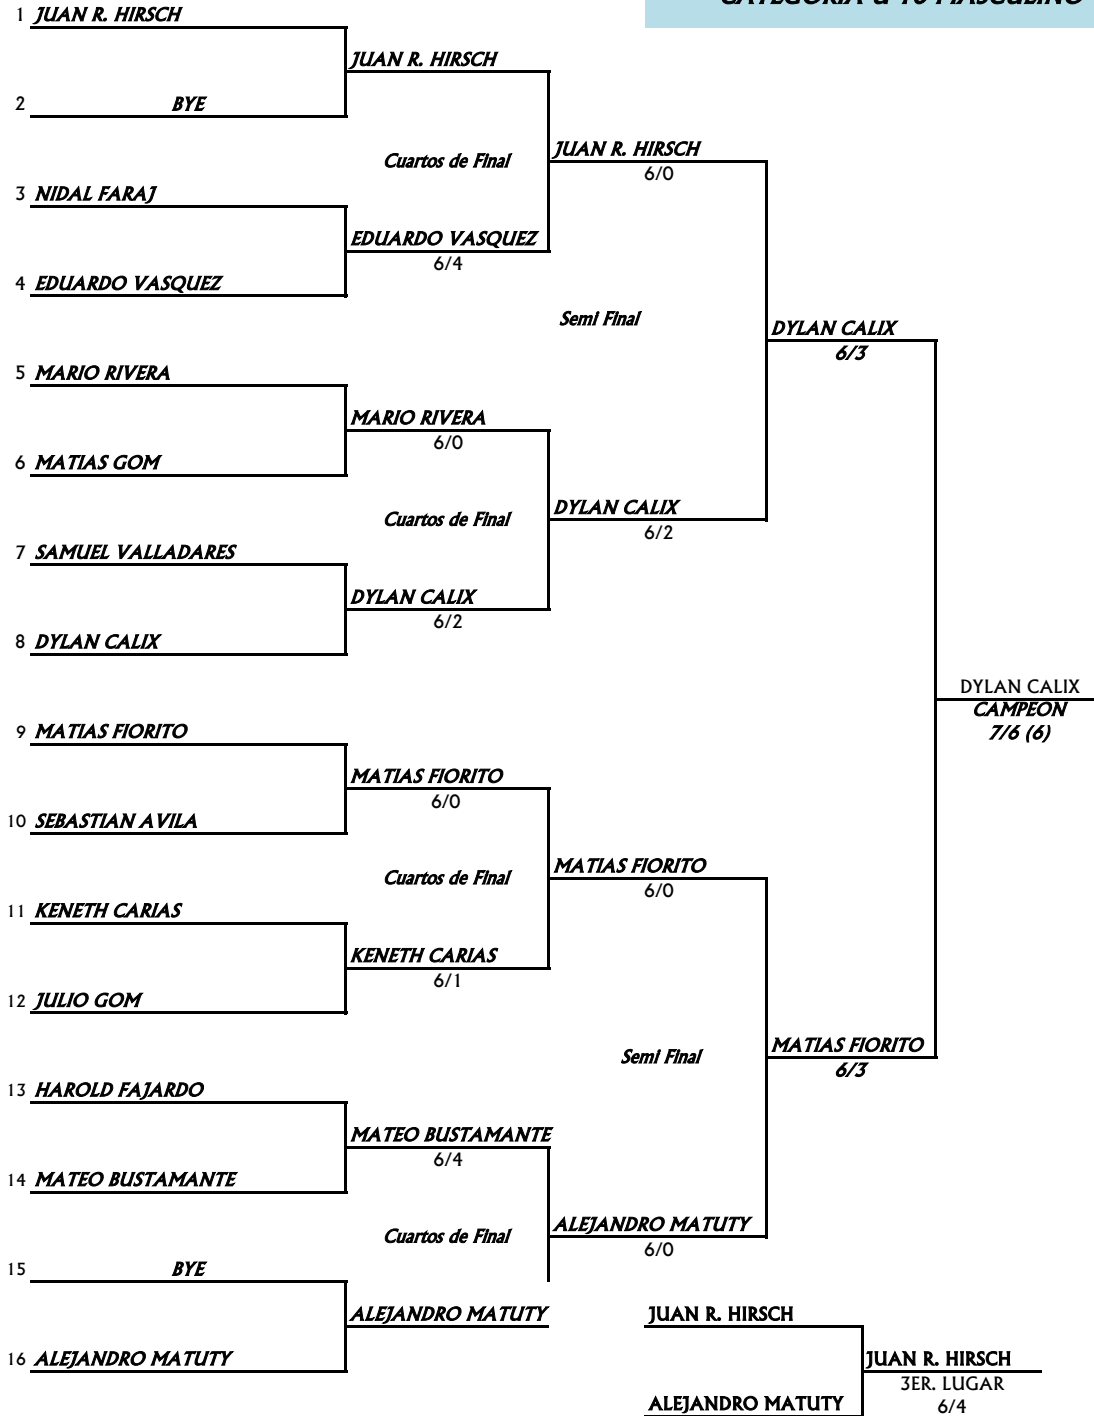 CATEGORIA U 10 MASCULINO
1 JUAN R. HIRSCH
JUAN R. HIRSCH
2 BYE
Cuartos de Final
JUAN R. HIRSCH
6/0
3 NIDAL FARAJ
EDUARDO VASQUEZ
6/4
4 EDUARDO VASQUEZ
Semi Final
DYLAN CALIX
6/3
5 MARIO RIVERA
MARIO RIVERA
6/0
6 MATIAS GOM
Cuartos de Final
DYLAN CALIX
6/2
7 SAMUEL VALLADARES
DYLAN CALIX
6/2
8 DYLAN CALIX
DYLAN CALIX
CAMPEON
7/6 (6)
9 MATIAS FIORITO
MATIAS FIORITO
6/0
10 SEBASTIAN AVILA
Cuartos de Final
MATIAS FIORITO
6/0
11 KENETH CARIAS
KENETH CARIAS
6/1
12 JULIO GOM
Semi Final
MATIAS FIORITO
6/3
13 HAROLD FAJARDO
MATEO BUSTAMANTE
6/4
14 MATEO BUSTAMANTE
Cuartos de Final
ALEJANDRO MATUTY
6/0
15 BYE
ALEJANDRO MATUTY
16 ALEJANDRO MATUTY
JUAN R. HIRSCH
JUAN R. HIRSCH
3ER. LUGAR
6/4
ALEJANDRO MATUTY